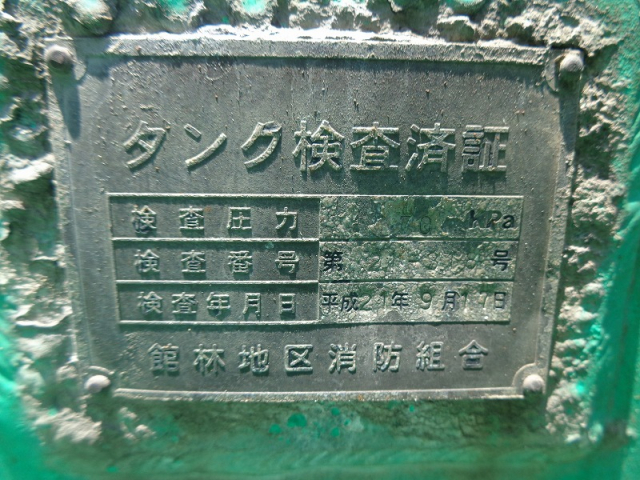 タンク検査済証
検査圧力 kPa
検査番号 第 号
検査年月日 平成21年9月17日
館林地区消防組合